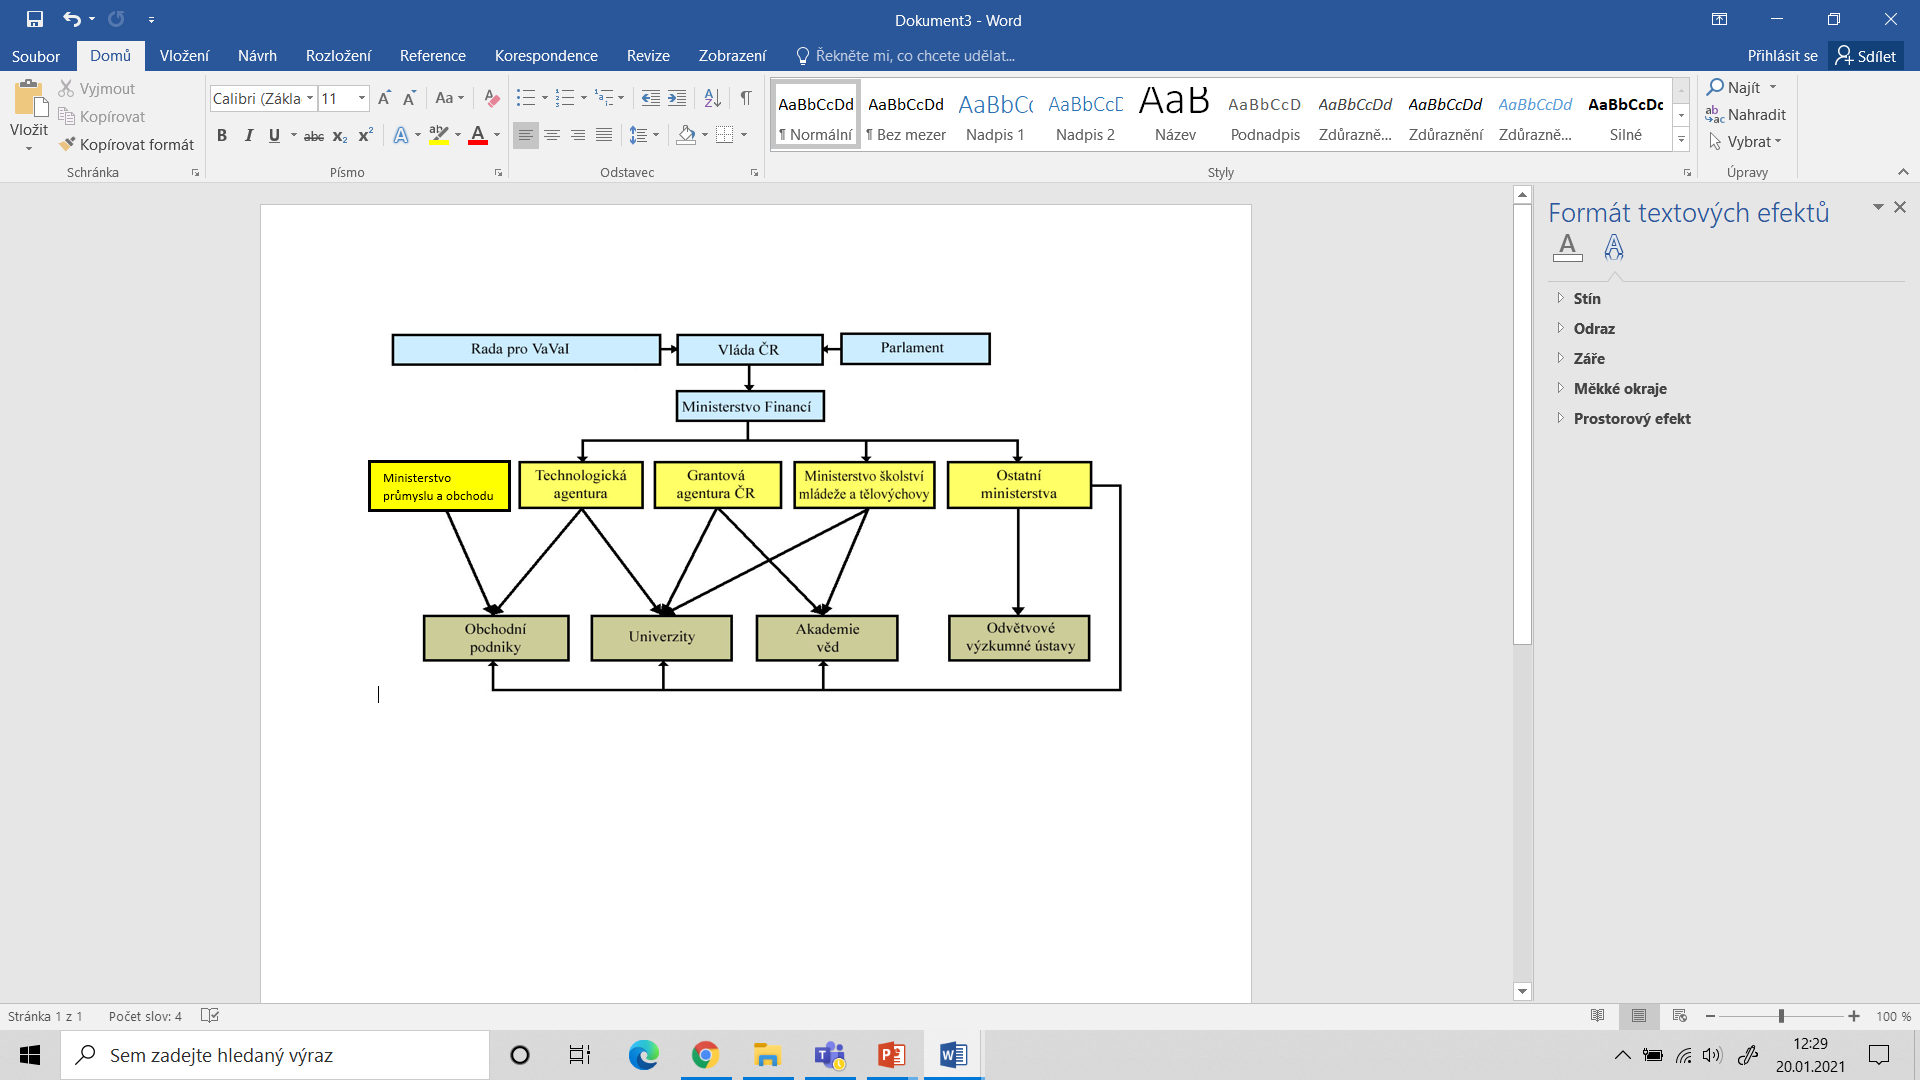 Dokument3 - Word
Soubor Domů Vložení Návrh Rozložení Reference Korespondence Revize Zobrazení Řekněte mi, co chcete udělat... Přihlásit se Sdílet
Vložit
Vyjmout
Kopírovat
Kopírovat formát
Schránka
Calibri (Zákla 11
Písmo
Odstavec
AaBbCcDd AaBbCcDd AaBbCc AaBbCcD AaB AaBbCcD AaBbCcDd AaBbCcDd AaBbCcDd AaBbCcDc
¶ Normální ¶ Bez mezer Nadpis 1 Nadpis 2 Název Podnadpis Zdůrazně... Zdůraznění Zdůrazně... Silné
Styly
Najít
Nahradit
Vybrat
Úpravy
Formát textových efektů
Stín
Odraz
Záře
Měkké okraje
Prostorový efekt
Rada pro VaVaI
Vláda ČR
Parlament
Ministerstvo Financí
Ministerstvo
průmyslu a obchodu
Technologická
agentura
Grantová
agentura ČR
Ministerstvo školství
mládeže a tělovýchovy
Ostatní
ministerstva
Obchodní
podniky
Univerzity
Akademie
věd
Odvětvové
výzkumné ústavy
Stránka 1 z 1 Počet slov: 4 100 %
Sem zadejte hledaný výraz
12:29
20.01.2021